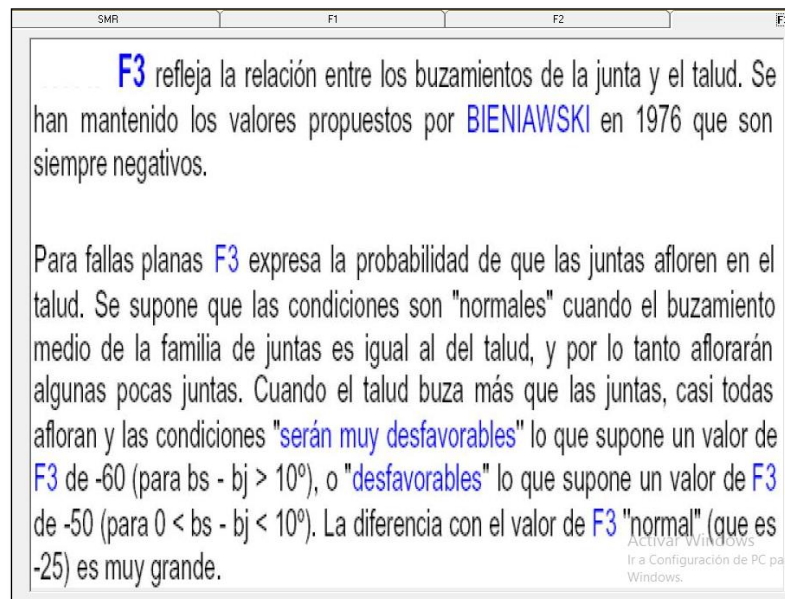 SMR F1 F2 F3
F3 refleja la relación entre los buzamientos de la junta y el talud. Se
han mantenido los valores propuestos por BIENIAWSKI en 1976 que son
siempre negativos.
Para fallas planas F3 expresa la probabilidad de que las juntas afloren en el
talud. Se supone que las condiciones son "normales" cuando el buzamiento
medio de la familia de juntas es igual al del talud, y por lo tanto aflorarán
algunas pocas juntas. Cuando el talud buza más que las juntas, casi todas
afloran y las condiciones "serán muy desfavorables" lo que supone un valor de
F3 de -60 (para bs - bj > 10º), o "desfavorables" lo que supone un valor de F3
de -50 (para 0 < bs - bj < 10º). La diferencia con el valor de F3 "normal" (que es
-25) es muy grande.
Activar Windows
Ir a Configuración de PC pa
Windows.